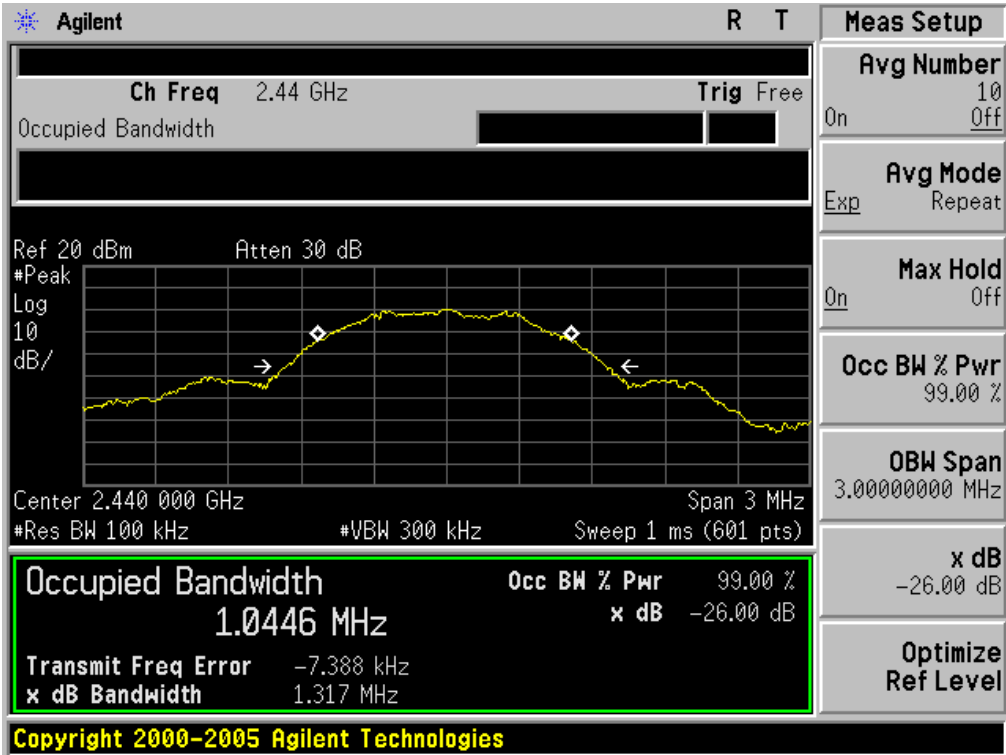 Agilent
R T
Ch Freq 2.44 GHz
Trig Free
Occupied Bandwidth
Ref 20 dBm
Atten 30 dB
#Peak
Log
10
dB/
Center 2.440 000 GHz
Span 3 MHz
#Res BW 100 kHz
#VBW 300 kHz
Sweep 1 ms (601 pts)
Occupied Bandwidth
1.0446 MHz
Occ BW % Pwr 99.00 %
x dB -26.00 dB
Transmit Freq Error -7.388 kHz
x dB Bandwidth 1.317 MHz
Copyright 2000-2005 Agilent Technologies
Meas Setup
Avg Number
10
On Off
Avg Mode
Exp Repeat
Max Hold
On Off
Occ BW % Pwr
99.00 %
OBW Span
3.00000000 MHz
x dB
-26.00 dB
Optimize
Ref Level